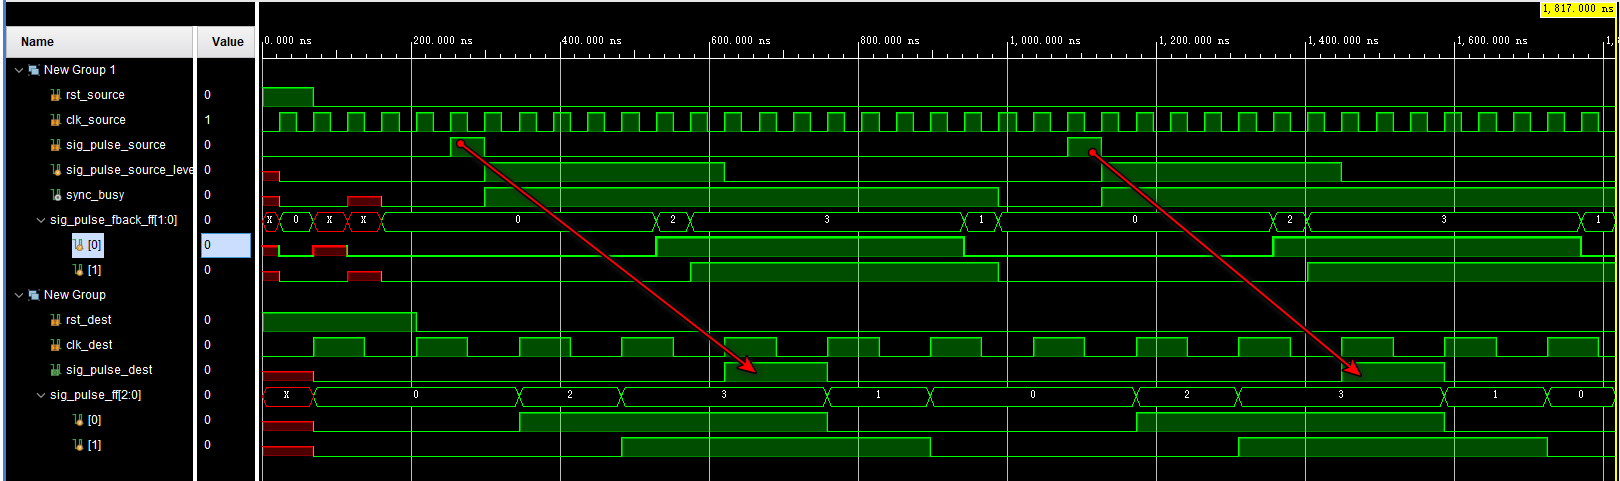 1,817.000 ns
Name Value
0.000 ns 200.000 ns 400.000 ns 600.000 ns 800.000 ns 1,000.000 ns 1,200.000 ns 1,400.000 ns 1,600.000 ns
New Group 1
rst_source 0
clk_source 1
sig_pulse_source 0
sig_pulse_source_leve 0
sync_busy 0
sig_pulse_fback_ff[1:0] 0 X 0 X X 0 2 3 1 0 2 3 1
[0] 0
[1] 0
New Group
rst_dest 0
clk_dest 0
sig_pulse_dest 0
sig_pulse_ff[2:0] 0 X 0 2 3 1 0 2 3 1 0
[0] 0
[1] 0